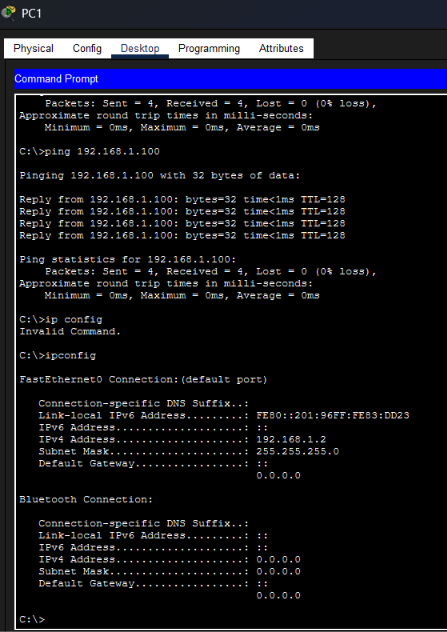 PC1
Physical Config Desktop Programming Attributes
Command Prompt
Packets: Sent = 4, Received = 4, Lost = 0 (0% loss),
Approximate round trip times in milli-seconds:
Minimum = 0ms, Maximum = 0ms, Average = 0ms
C:\>ping 192.168.1.100
Pinging 192.168.1.100 with 32 bytes of data:
Reply from 192.168.1.100: bytes=32 time<1ms TTL=128
Reply from 192.168.1.100: bytes=32 time<1ms TTL=128
Reply from 192.168.1.100: bytes=32 time<1ms TTL=128
Reply from 192.168.1.100: bytes=32 time<1ms TTL=128
Ping statistics for 192.168.1.100:
Packets: Sent = 4, Received = 4, Lost = 0 (0% loss),
Approximate round trip times in milli-seconds:
Minimum = 0ms, Maximum = 0ms, Average = 0ms
C:\>ip config
Invalid Command.
C:\>ipconfig
FastEthernet0 Connection:(default port)
Connection-specific DNS Suffix..:
Link-local IPv6 Address.........: FE80::201:96FF:FE83:DD23
IPv6 Address....................: ::
IPv4 Address....................: 192.168.1.2
Subnet Mask.....................: 255.255.255.0
Default Gateway.................: ::
0.0.0.0
Bluetooth Connection:
Connection-specific DNS Suffix..:
Link-local IPv6 Address.........: ::
IPv6 Address....................: ::
IPv4 Address....................: 0.0.0.0
Subnet Mask.....................: 0.0.0.0
Default Gateway.................: ::
0.0.0.0
C:\>